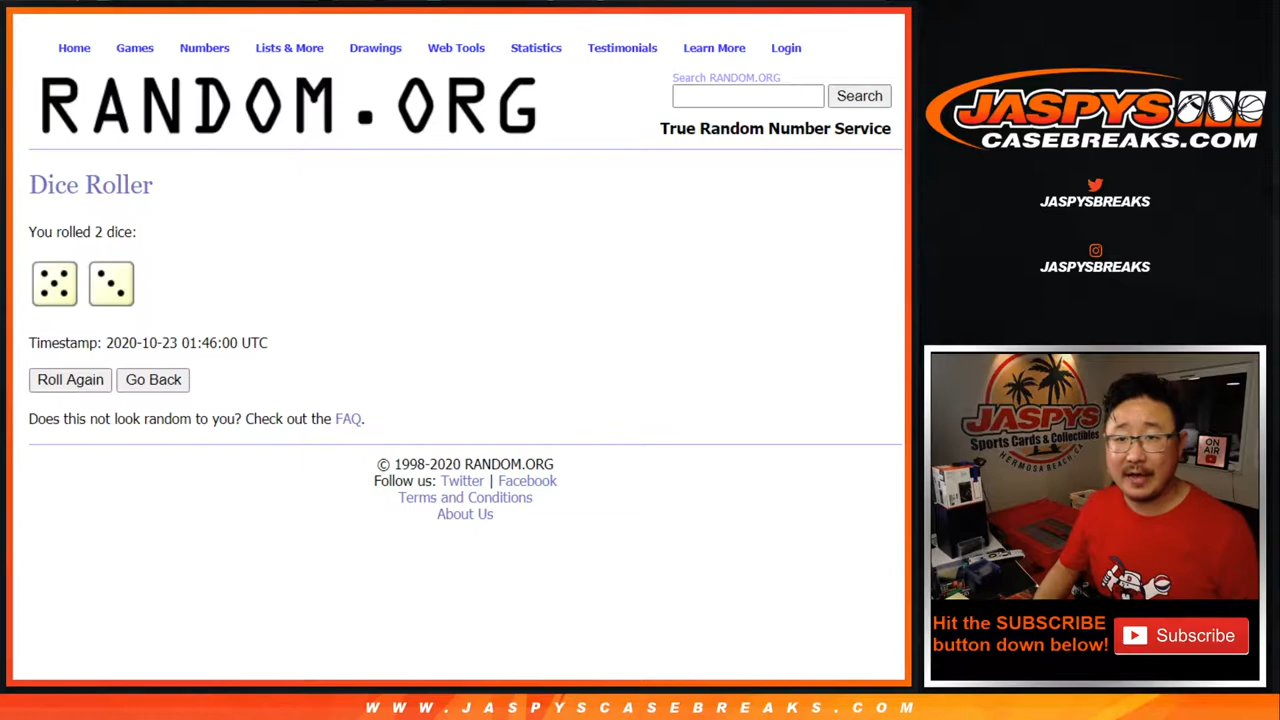 Home Games Numbers Lists & More Drawings Web Tools Statistics Testimonials Learn More Login
RANDOM.ORG
Search RANDOM.ORG
Search
True Random Number Service
Dice Roller
You rolled 2 dice:
Timestamp: 2020-10-23 01:46:00 UTC
Roll Again Go Back
Does this not look random to you? Check out the FAQ.
© 1998-2020 RANDOM.ORG
Follow us: Twitter | Facebook
Terms and Conditions
About Us
JASPYS
CASEBREAKS.COM
JASPYSBREAKS
JASPYSBREAKS
JASPYS
Sports Cards & Collectibles
HERMOSA BEACH, CA
ON AIR
Hit the SUBSCRIBE
button down below!
Subscribe
WWW.JASPYSCASEBREAKS.COM